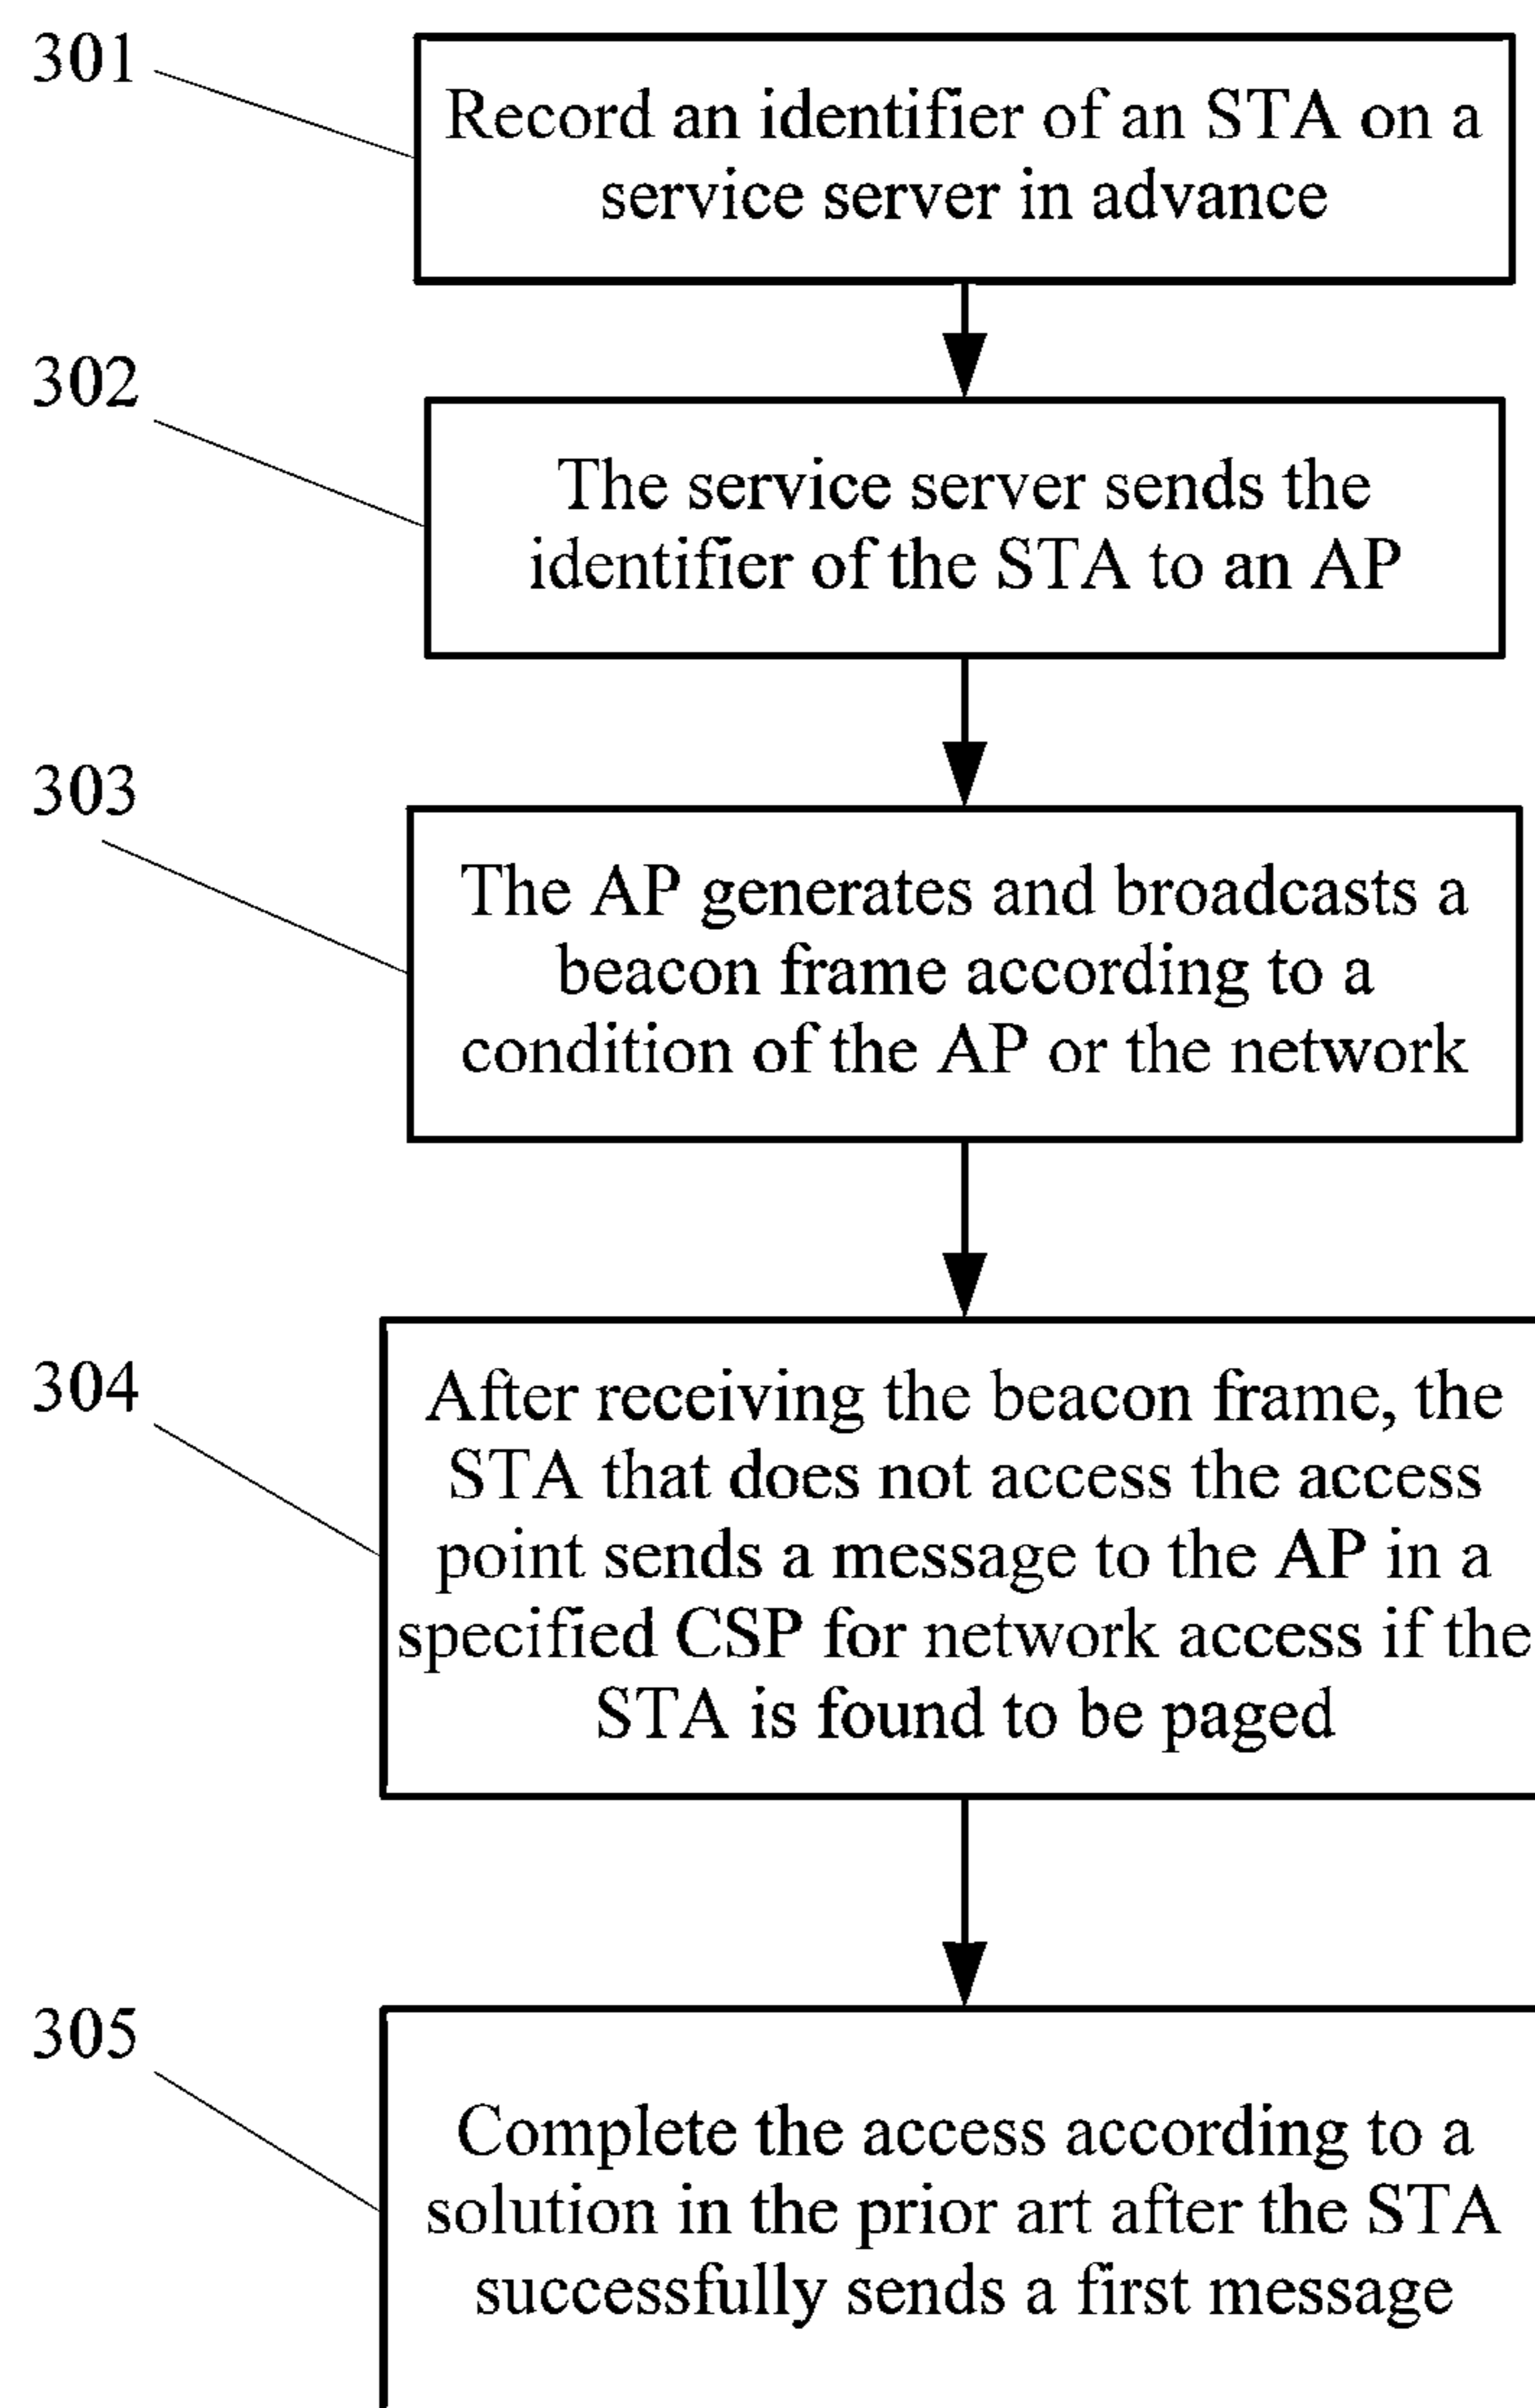 301
Record an identifier of an STA on a
service server in advance
302
The service server sends the
identifier of the STA to an AP
303
The AP generates and broadcasts a
beacon frame according to a
condition of the AP or the network
304
After receiving the beacon frame, the
STA that does not access the access
point sends a message to the AP in a
specified CSP for network access if the
STA is found to be paged
305
Complete the access according to a
solution in the prior art after the STA
successfully sends a first message